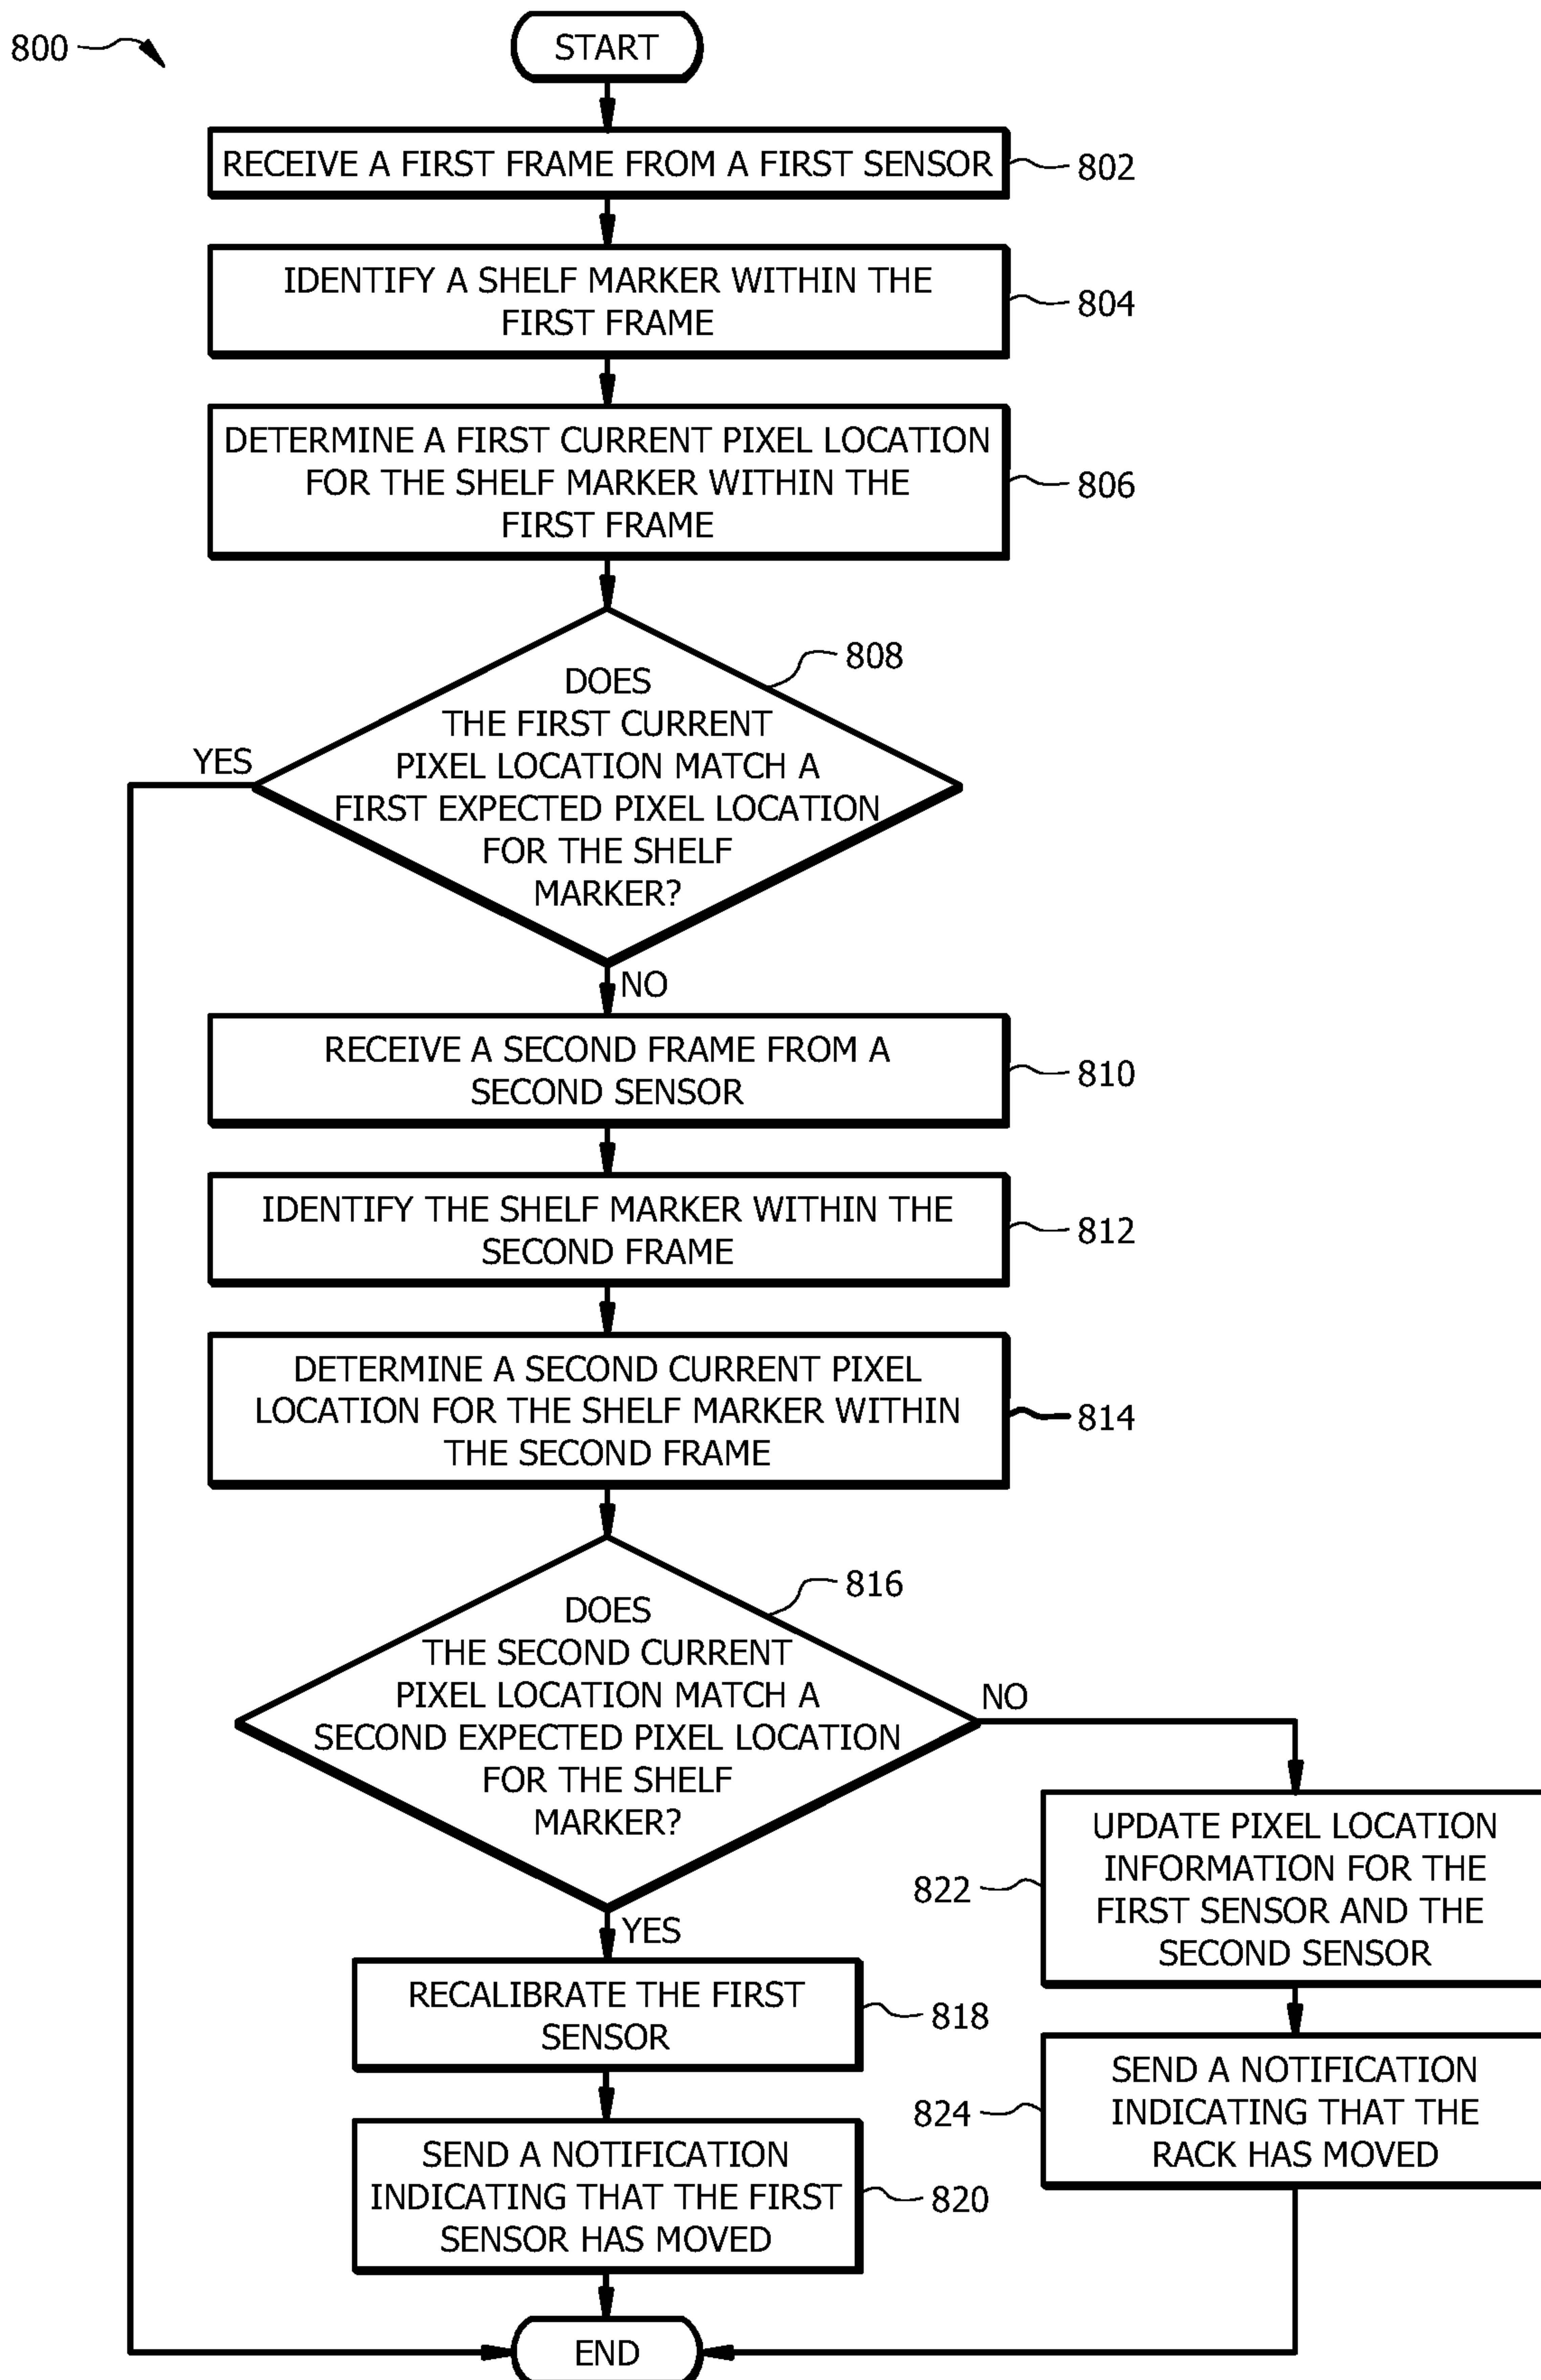 800
START
RECEIVE A FIRST FRAME FROM A FIRST SENSOR
802
IDENTIFY A SHELF MARKER WITHIN THE
FIRST FRAME
804
DETERMINE A FIRST CURRENT PIXEL LOCATION
FOR THE SHELF MARKER WITHIN THE
FIRST FRAME
806
808
DOES
THE FIRST CURRENT
PIXEL LOCATION MATCH A
FIRST EXPECTED PIXEL LOCATION
FOR THE SHELF
MARKER?
YES
NO
RECEIVE A SECOND FRAME FROM A
SECOND SENSOR
810
IDENTIFY THE SHELF MARKER WITHIN THE
SECOND FRAME
812
DETERMINE A SECOND CURRENT PIXEL
LOCATION FOR THE SHELF MARKER WITHIN
THE SECOND FRAME
814
816
DOES
THE SECOND CURRENT
PIXEL LOCATION MATCH A
SECOND EXPECTED PIXEL LOCATION
FOR THE SHELF
MARKER?
NO
YES
UPDATE PIXEL LOCATION
INFORMATION FOR THE
FIRST SENSOR AND THE
SECOND SENSOR
822
RECALIBRATE THE FIRST
SENSOR
818
SEND A NOTIFICATION
INDICATING THAT THE
RACK HAS MOVED
824
SEND A NOTIFICATION
INDICATING THAT THE FIRST
SENSOR HAS MOVED
820
END